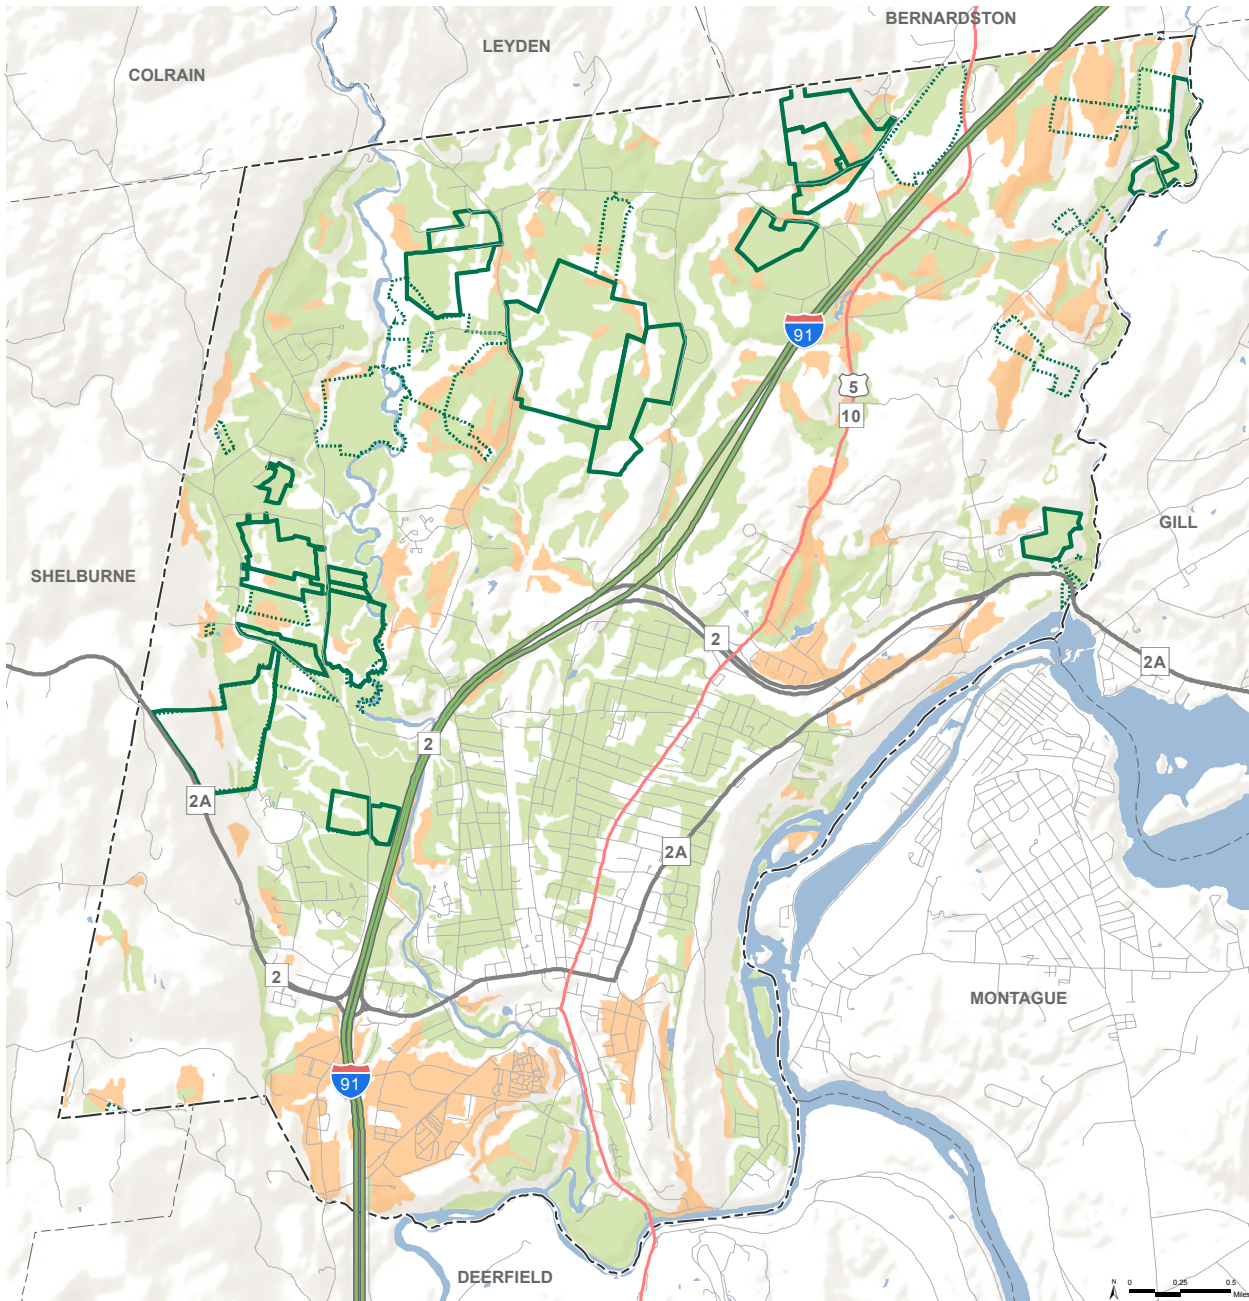 BERNARDSTON
LEYDEN
COLRAIN
91
5
10
GILL
SHELBURNE
2
2A
2
2A
2A
2
MONTAGUE
91
DEERFIELD
N
0 0.25 0.5
Miles